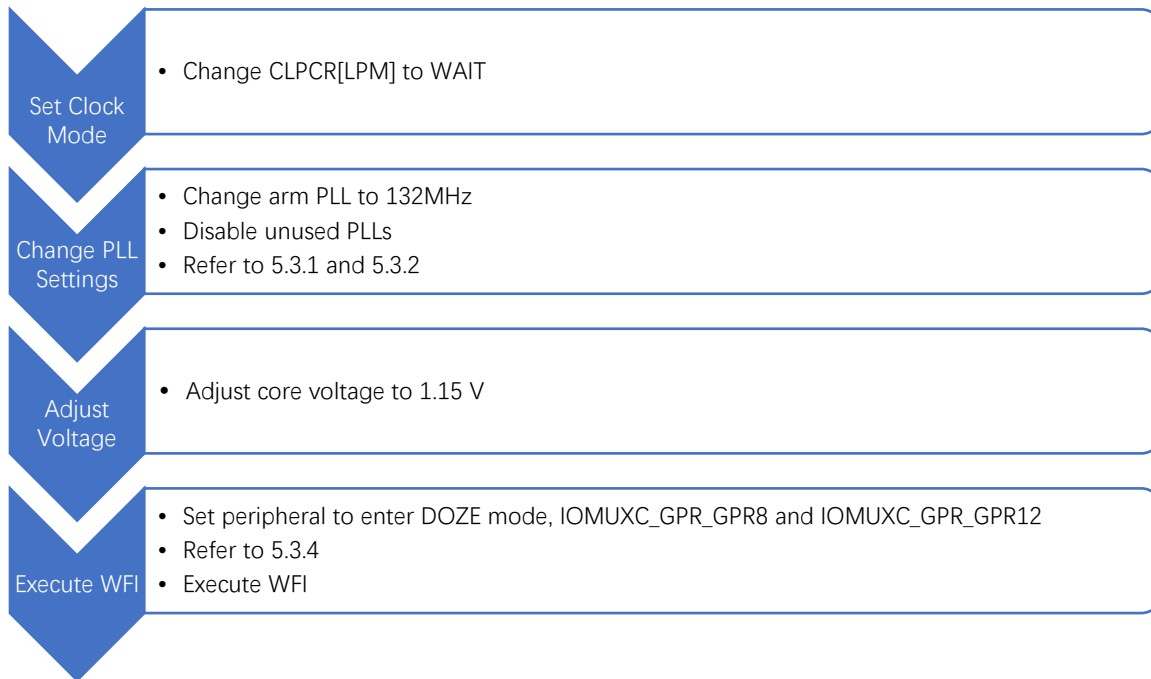 Set Clock
Mode
• Change CLPCR[LPM] to WAIT
Change PLL
Settings
• Change arm PLL to 132MHz
• Disable unused PLLs
• Refer to 5.3.1 and 5.3.2
Adjust
Voltage
• Adjust core voltage to 1.15 V
Execute WFI
• Set peripheral to enter DOZE mode, IOMUXC_GPR_GPR8 and IOMUXC_GPR_GPR12
• Refer to 5.3.4
• Execute WFI